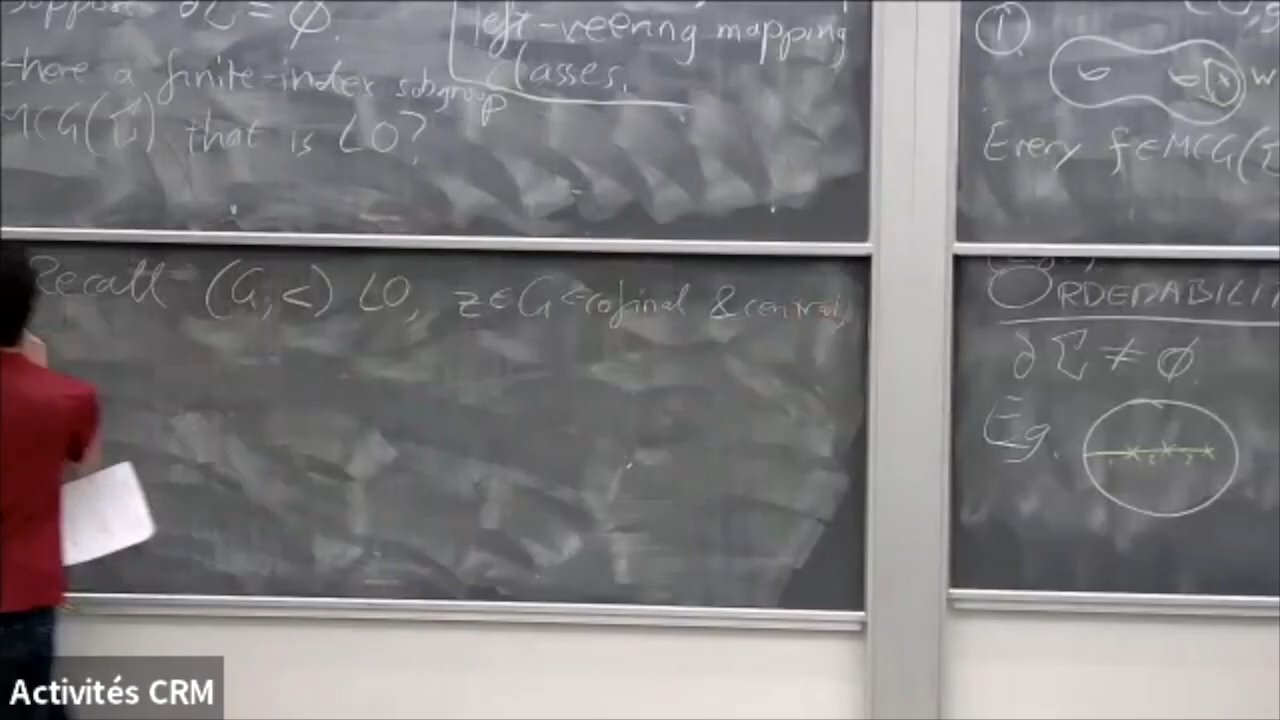 suppose ∂Σ = ∅.
there a finite-index subgroup
MCG(Σ) that is LO?
left-veering mapping
classes.
Recall - (G, <) LO, z∈G ← cofinal & central
①
Every f∈MCG(Σ
ORDEDABILIT
∂Σ ≠ ∅
Eg.
Activités CRM